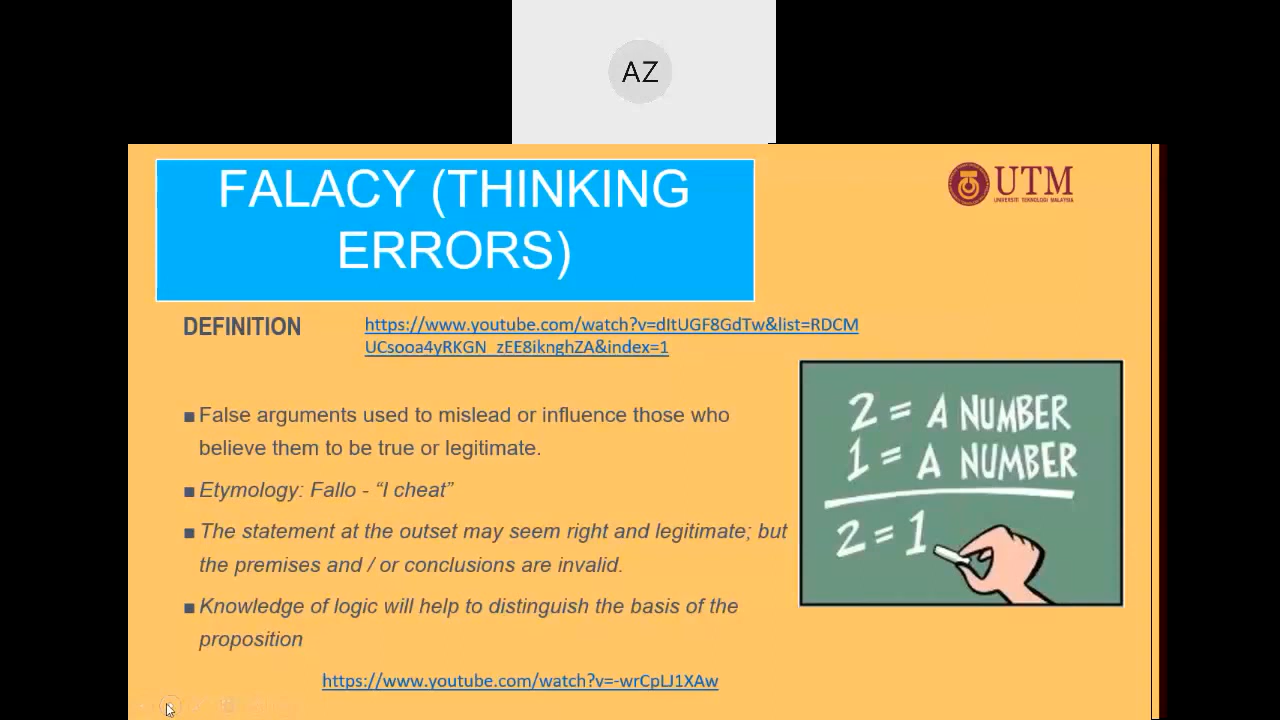 AZ
FALACY (THINKING
ERRORS)
UTM
UNIVERSITI TEKNOLOGI MALAYSIA
DEFINITION
https://www.youtube.com/watch?v=dItUGF8GdTw&list=RDCM
UCsooa4yRKGN_zEE8iknghZA&index=1
■ False arguments used to mislead or influence those who
believe them to be true or legitimate.
■ Etymology: Fallo - “I cheat”
■ The statement at the outset may seem right and legitimate; but
the premises and / or conclusions are invalid.
■ Knowledge of logic will help to distinguish the basis of the
proposition
https://www.youtube.com/watch?v=-wrCpLJ1XAw
2 = A NUMBER
1 = A NUMBER
2 = 1